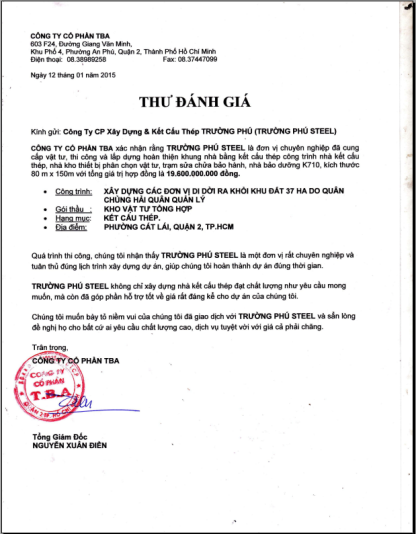 CÔNG TY CỔ PHẦN TBA
603 F24, Đường Giang Văn Minh,
Khu Phố 4, Phường An Phú, Quận 2, Thành Phố Hồ Chí Minh
Điện thoại: 08.38989258 Fax: 08.37447099
Ngày 12 tháng 01 năm 2015
THƯ ĐÁNH GIÁ
Kính gửi: Công Ty CP Xây Dựng & Kết Cấu Thép TRƯỜNG PHÚ (TRƯỜNG PHÚ STEEL)
CÔNG TY CỔ PHẦN TBA xác nhận rằng TRƯỜNG PHÚ STEEL là đơn vị chuyên nghiệp đã cung
cấp vật tư, thi công và lắp dựng hoàn thiện khung nhà bằng kết cấu thép công trình nhà kết cấu
thép, nhà kho thiết bị phân chọn vật tư, trạm sửa chữa bảo hành, nhà bảo dưỡng K710, kích thước
80 m x 150m với tổng giá trị hợp đồng là 19.600.000.000 đồng.
• Công trình: XÂY DỰNG CÁC ĐƠN VỊ DI DỜI RA KHỎI KHU ĐẤT 37 HA DO QUÂN
CHỦNG HẢI QUÂN QUẢN LÝ
• Gói thầu : KHO VẬT TƯ TỔNG HỢP
• Hạng mục: KẾT CẤU THÉP.
• Địa điểm: PHƯỜNG CÁT LÁI, QUẬN 2, TP.HCM
Quá trình thi công, chúng tôi nhận thấy TRƯỜNG PHÚ STEEL là một đơn vị rất chuyên nghiệp và
tuân thủ đúng lịch trình xây dựng dự án, giúp chúng tôi hoàn thành dự án đúng thời gian.
TRƯỜNG PHÚ STEEL không chỉ xây dựng nhà kết cấu thép đạt chất lượng như yêu cầu mong
muốn, mà còn đã góp phần hỗ trợ tốt về giá rất đáng kể cho dự án của chúng tôi.
Chúng tôi muốn bày tỏ niềm vui của chúng tôi đã giao dịch với TRƯỜNG PHÚ STEEL và sẵn lòng
đề nghị họ cho bất cứ ai yêu cầu chất lượng cao, dịch vụ tuyệt vời với giá cả phải chăng.
Trân trọng,
CÔNG TY CỔ PHẦN TBA
CÔNG TY
CỔ PHẦN
T.B.A
Tổng Giám Đốc
NGUYỄN XUÂN ĐIỀN